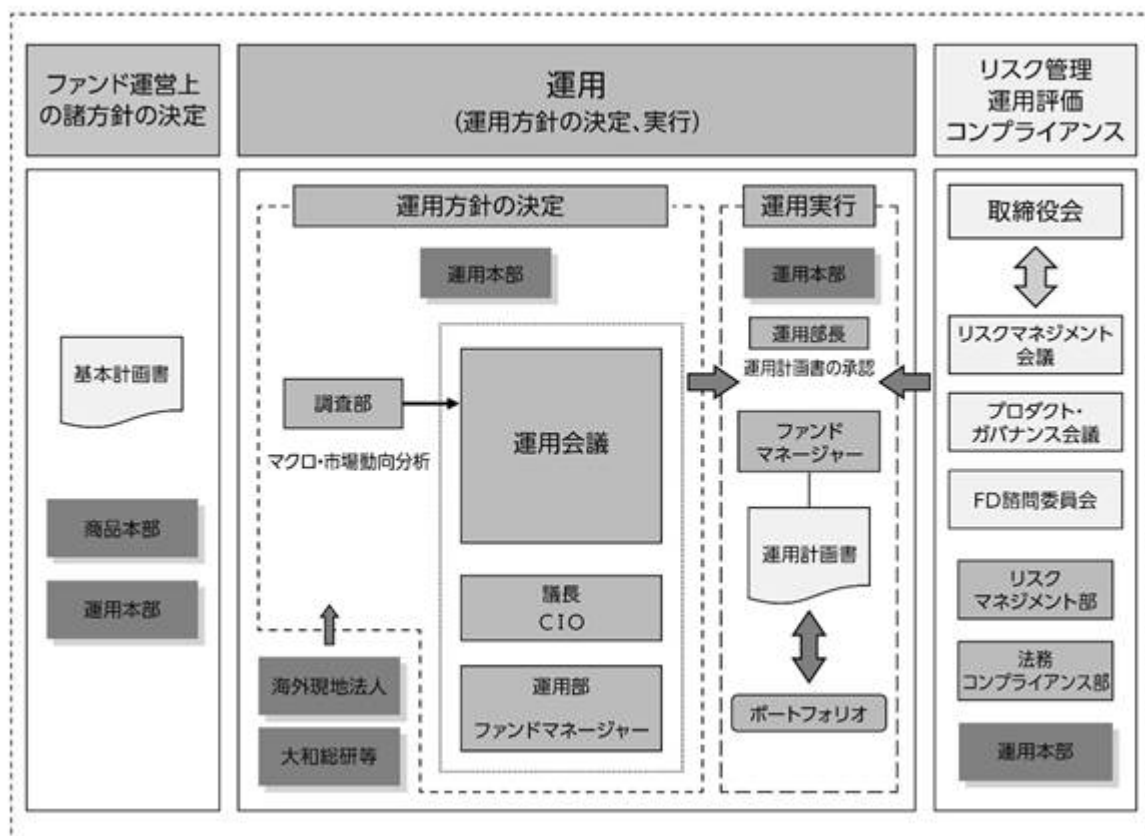 ファンド運営上
の諸方針の決定
運用
(運用方針の決定、実行)
リスク管理
運用評価
コンプライアンス
基本計画書
商品本部
運用本部
運用方針の決定
運用本部
調査部
マクロ・市場動向分析
運用会議
議長
CIO
運用部
ファンドマネージャー
海外現地法人
大和総研等
運用実行
運用本部
運用部長
運用計画書の承認
ファンド
マネージャー
運用計画書
ポートフォリオ
取締役会
リスクマネジメント
会議
プロダクト・
ガバナンス会議
FD諮問委員会
リスク
マネジメント部
法務
コンプライアンス部
運用本部